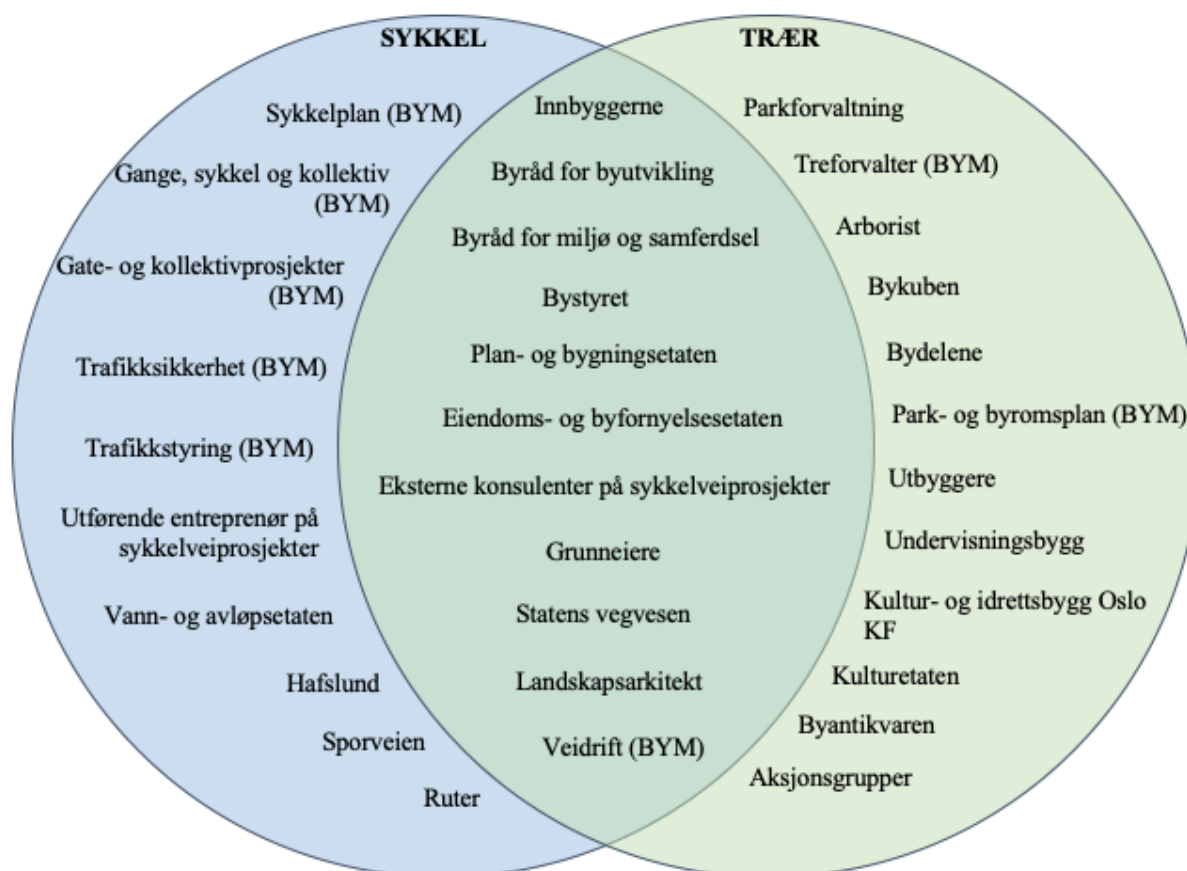 SYKKEL
Sykkelplan (BYM)
Gange, sykkel og kollektiv
(BYM)
Gate- og kollektivprosjekter
(BYM)
Trafikksikkerhet (BYM)
Trafikkstyring (BYM)
Utførende entreprenør på
sykkelveiprosjekter
Vann- og avløpsetaten
Hafslund
Sporveien
Ruter
Innbyggerne
Byråd for byutvikling
Byråd for miljø og samferdsel
Bystyret
Plan- og bygningsetaten
Eiendoms- og byfornyelsesetaten
Eksterne konsulenter på sykkelveiprosjekter
Grunneiere
Statens vegvesen
Landskapsarkitekt
Veidrift (BYM)
TRÆR
Parkforvaltning
Treforvalter (BYM)
Arborist
Bykuben
Bydelene
Park- og byromsplan (BYM)
Utbyggere
Undervisningsbygg
Kultur- og idrettsbygg Oslo
KF
Kulturetaten
Byantikvaren
Aksjonsgrupper